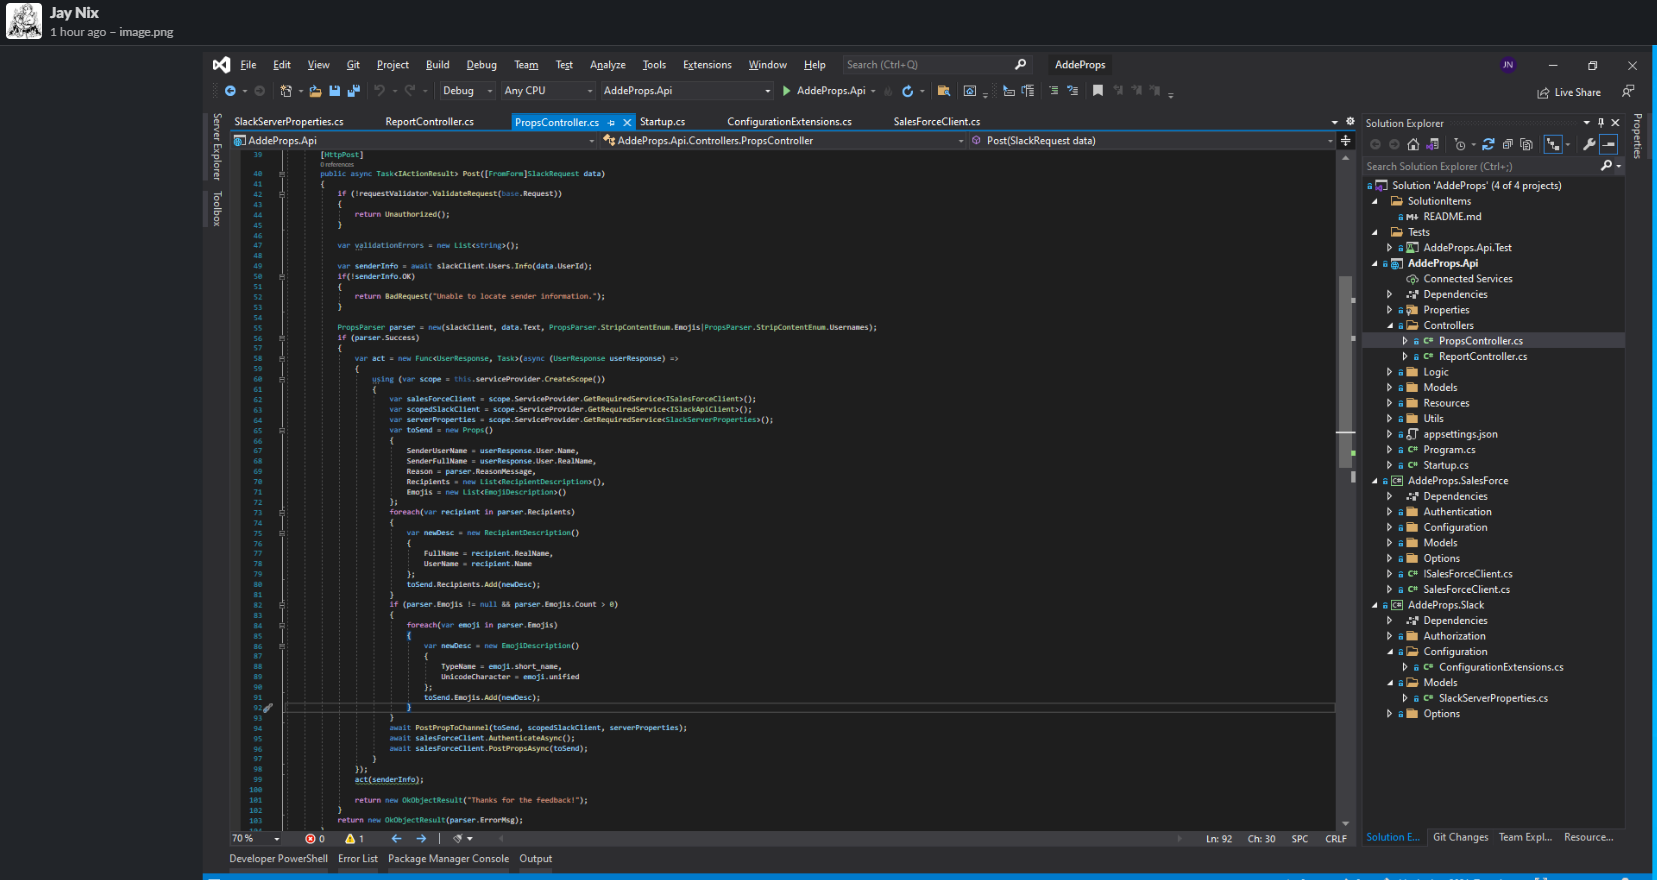 Jay Nix
1 hour ago – image.png
File Edit View Git Project Build Debug Team Test Analyze Tools Extensions Window Help Search (Ctrl+Q) AddeProps JN
Debug Any CPU AddeProps.Api AddeProps.Api Live Share
Server Explorer
Toolbox
SlackServerProperties.cs ReportController.cs PropsController.cs Startup.cs ConfigurationExtensions.cs SalesForceClient.cs
AddeProps.Api AddeProps.Api.Controllers.PropsController Post(SlackRequest data)
39 [HttpPost]
0 references
40 public async Task<IActionResult> Post([FromForm]SlackRequest data)
41 {
42 if (!requestValidator.ValidateRequest(base.Request))
43 {
44 return Unauthorized();
45 }
46
47 var validationErrors = new List<string>();
48
49 var senderInfo = await slackClient.Users.Info(data.UserId);
50 if(!senderInfo.OK)
51 {
52 return BadRequest("Unable to locate sender information.");
53 }
54
55 PropsParser parser = new(slackClient, data.Text, PropsParser.StripContentEnum.Emojis|PropsParser.StripContentEnum.Usernames);
56 if (parser.Success)
57 {
58 var act = new Func<UserResponse, Task>(async (UserResponse userResponse) =>
59 {
60 using (var scope = this.serviceProvider.CreateScope())
61 {
62 var salesForceClient = scope.ServiceProvider.GetRequiredService<ISalesForceClient>();
63 var scopedSlackClient = scope.ServiceProvider.GetRequiredService<ISlackApiClient>();
64 var serverProperties = scope.ServiceProvider.GetRequiredService<SlackServerProperties>();
65 var toSend = new Props()
66 {
67 SenderUserName = userResponse.User.Name,
68 SenderFullName = userResponse.User.RealName,
69 Reason = parser.ReasonMessage,
70 Recipients = new List<RecipientDescription>(),
71 Emojis = new List<EmojiDescription>()
72 };
73 foreach(var recipient in parser.Recipients)
74 {
75 var newDesc = new RecipientDescription()
76 {
77 FullName = recipient.RealName,
78 UserName = recipient.Name
79 };
80 toSend.Recipients.Add(newDesc);
81 }
82 if (parser.Emojis != null && parser.Emojis.Count > 0)
83 {
84 foreach(var emoji in parser.Emojis)
85 {
86 var newDesc = new EmojiDescription()
87 {
88 TypeName = emoji.short_name,
89 UnicodeCharacter = emoji.unified
90 };
91 toSend.Emojis.Add(newDesc);
92 }
93 }
94 await PostPropToChannel(toSend, scopedSlackClient, serverProperties);
95 await salesForceClient.AuthenticateAsync();
96 await salesForceClient.PostPropsAsync(toSend);
97 }
98 });
99 act(senderInfo);
100
101 return new OkObjectResult("Thanks for the feedback!");
102 }
103 return new OkObjectResult(parser.ErrorMsg);
70 % 0 1 Ln: 92 Ch: 30 SPC CRLF
Developer PowerShell Error List Package Manager Console Output
Solution Explorer
Search Solution Explorer (Ctrl+;)
Solution 'AddeProps' (4 of 4 projects)
SolutionItems
README.md
Tests
AddeProps.Api.Test
AddeProps.Api
Connected Services
Dependencies
Properties
Controllers
PropsController.cs
ReportController.cs
Logic
Models
Resources
Utils
appsettings.json
Program.cs
Startup.cs
AddeProps.SalesForce
Dependencies
Authentication
Configuration
Models
Options
ISalesForceClient.cs
SalesForceClient.cs
AddeProps.Slack
Dependencies
Authorization
Configuration
ConfigurationExtensions.cs
Models
SlackServerProperties.cs
Options
Solution E... Git Changes Team Expl... Resource...
Properties